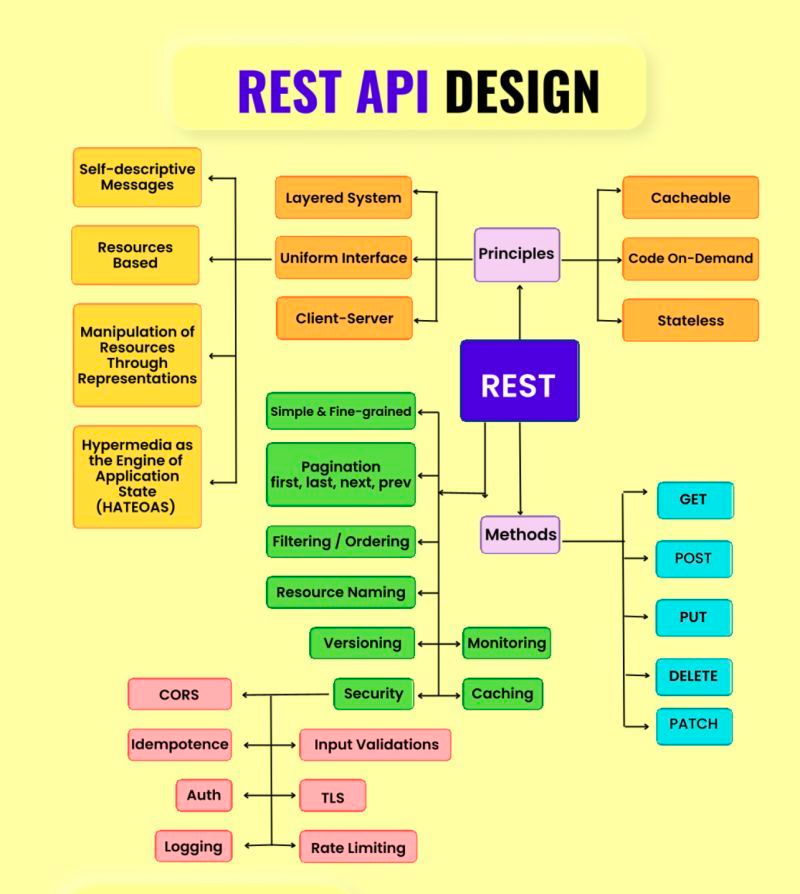 REST API DESIGN
Self-descriptive
Messages
Resources
Based
Manipulation of
Resources
Through
Representations
Hypermedia as
the Engine of
Application
State
(HATEOAS)
Layered System
Uniform Interface
Client-Server
Principles
Cacheable
Code On-Demand
Stateless
REST
Simple & Fine-grained
Pagination
first, last, next, prev
Filtering / Ordering
Resource Naming
Versioning
Monitoring
Security
Caching
Methods
GET
POST
PUT
DELETE
PATCH
CORS
Idempotence
Input Validations
Auth
TLS
Logging
Rate Limiting